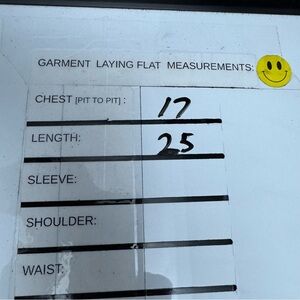 GARMENT LAYING FLAT MEASUREMENTS:
CHEST [PIT TO PIT] : 17
LENGTH: 25
SLEEVE:
SHOULDER:
WAIST: